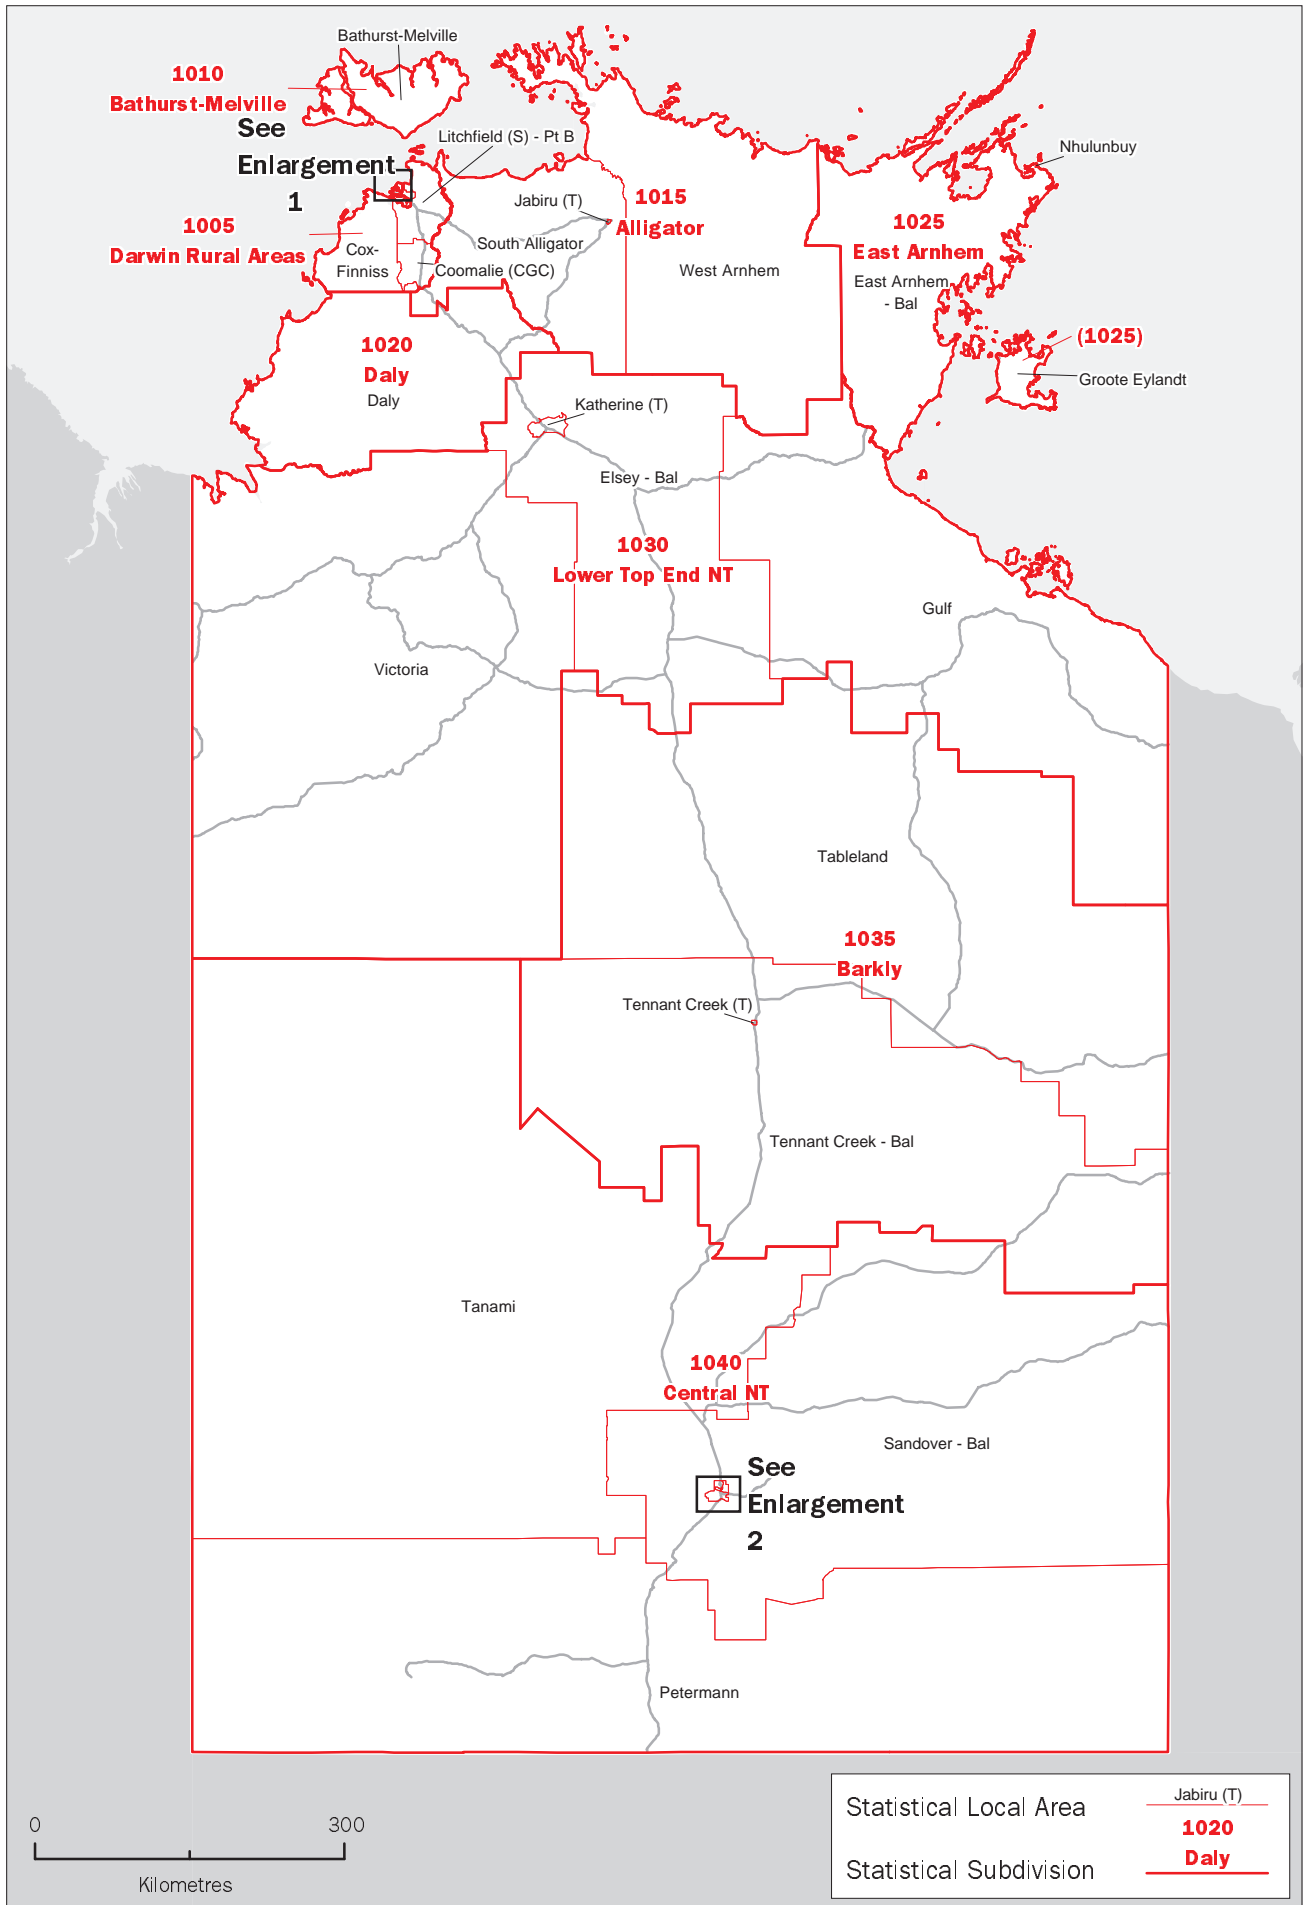 Bathurst-Melville
1010
Bathurst-Melville
See
Enlargement
1
Litchfield (S) - Pt B
Nhulunbuy
Jabiru (T)
1015
Alligator
1005
Darwin Rural Areas
Cox-
Finniss
South Alligator
Coomalie (CGC)
West Arnhem
1025
East Arnhem
East Arnhem
- Bal
(1025)
Groote Eylandt
1020
Daly
Daly
Katherine (T)
Elsey - Bal
1030
Lower Top End NT
Gulf
Victoria
Tableland
1035
Barkly
Tennant Creek (T)
Tennant Creek - Bal
Tanami
1040
Central NT
Sandover - Bal
See
Enlargement
2
Petermann
0 300
Kilometres
Statistical Local Area
Jabiru (T)
1020
Daly
Statistical Subdivision